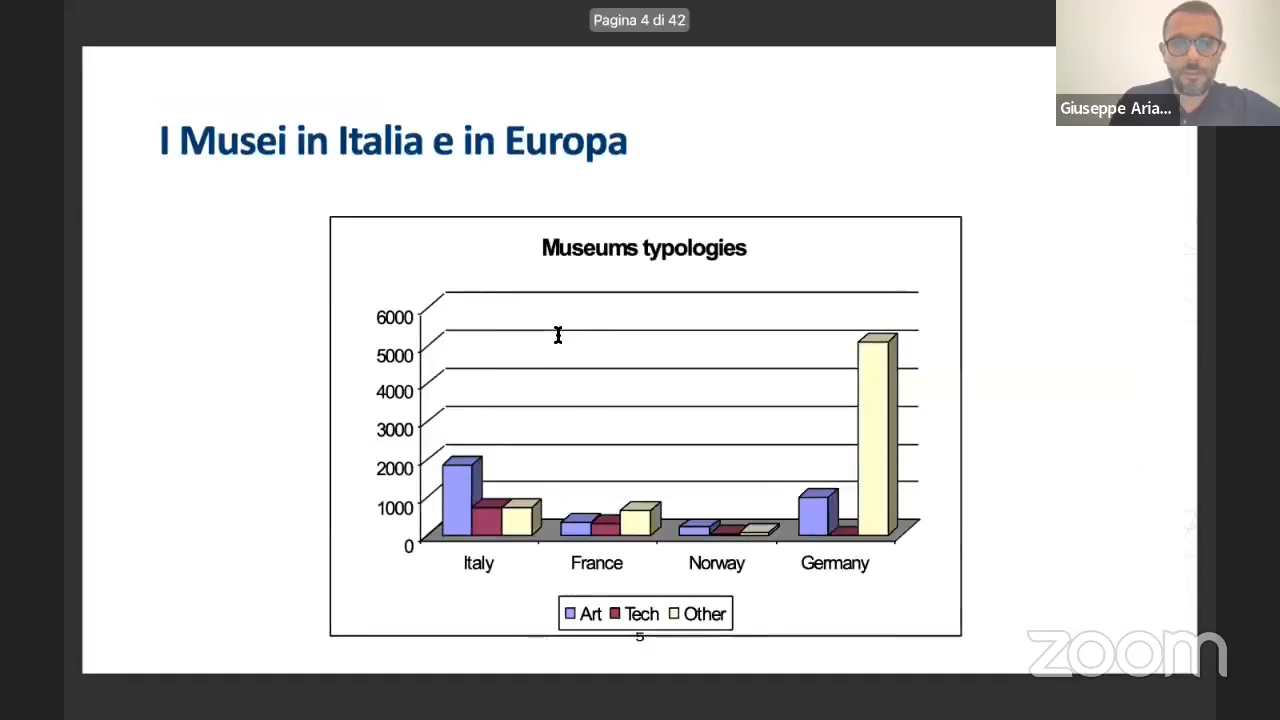 Pagina 4 di 42
Giuseppe Aria...
I Musei in Italia e in Europa
Museums typologies
6000
5000
4000
3000
2000
1000
0
Italy France Norway Germany
Art Tech Other
5
zoom